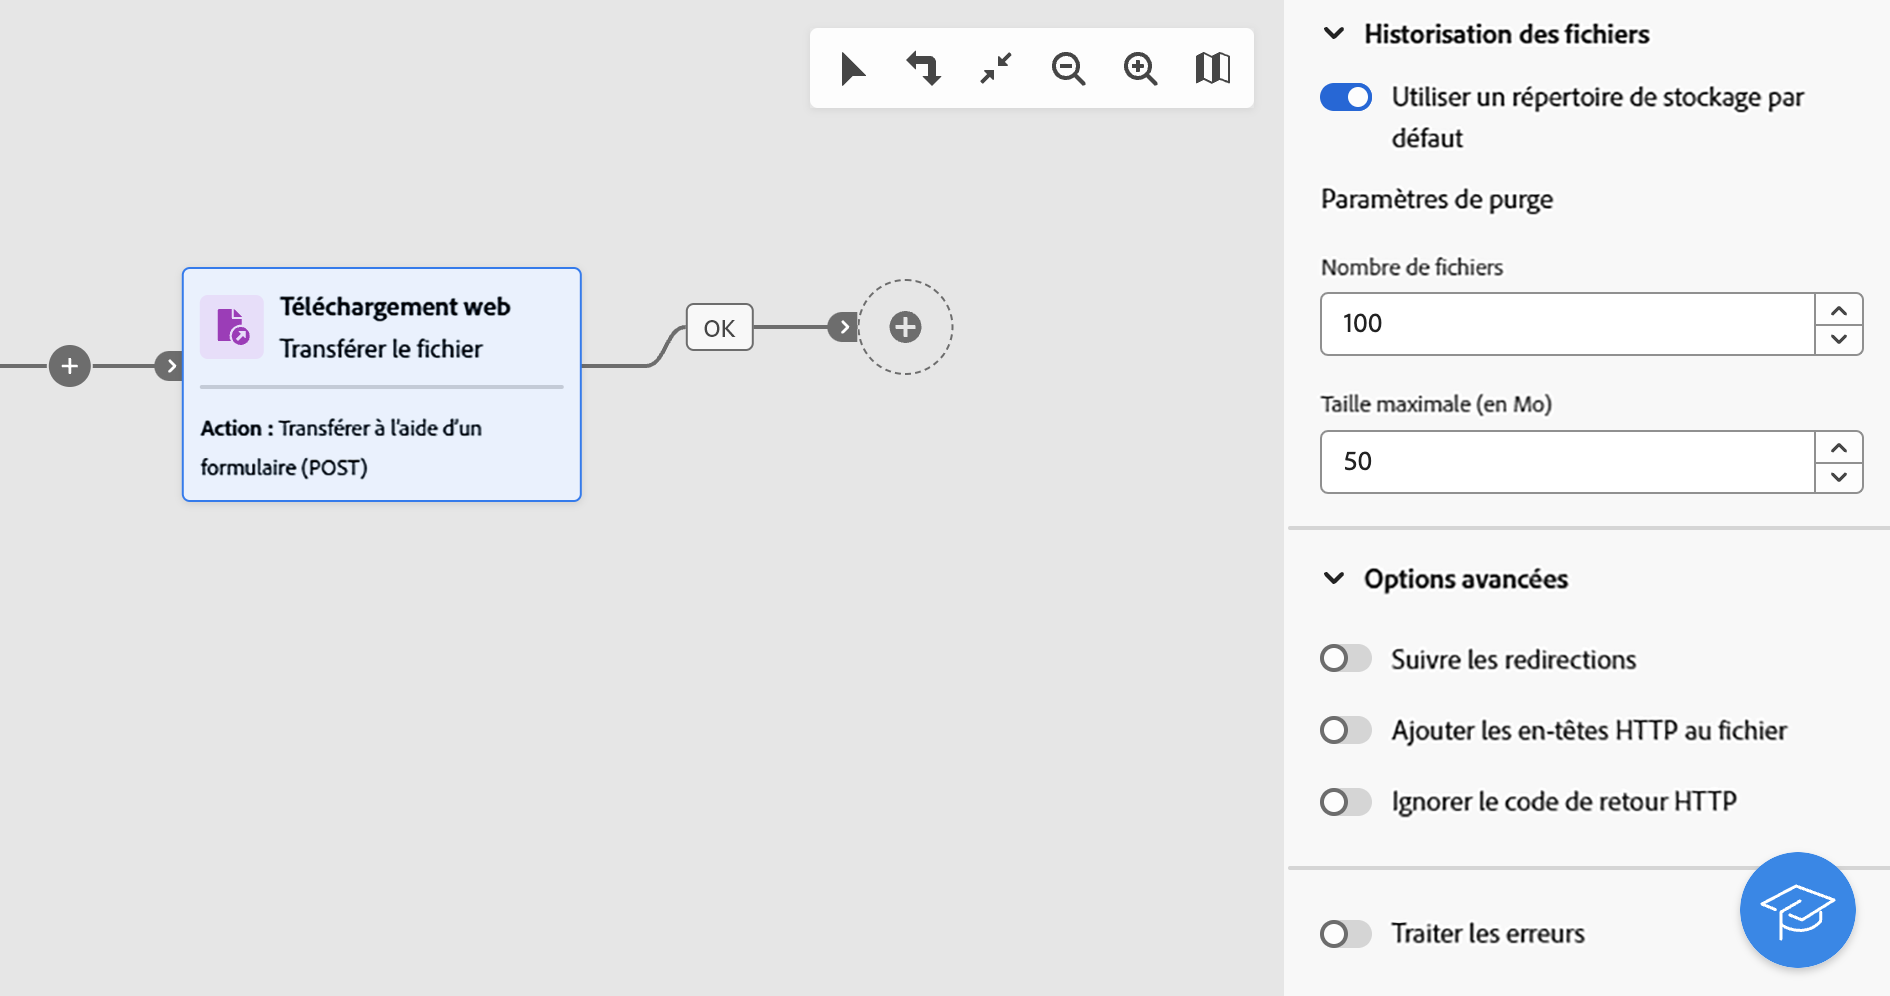 Téléchargement web
Transférer le fichier
Action : Transférer à l'aide d'un
formulaire (POST)
OK
Historisation des fichiers
Utiliser un répertoire de stockage par
défaut
Paramètres de purge
Nombre de fichiers
100
Taille maximale (en Mo)
50
Options avancées
Suivre les redirections
Ajouter les en-têtes HTTP au fichier
Ignorer le code de retour HTTP
Traiter les erreurs